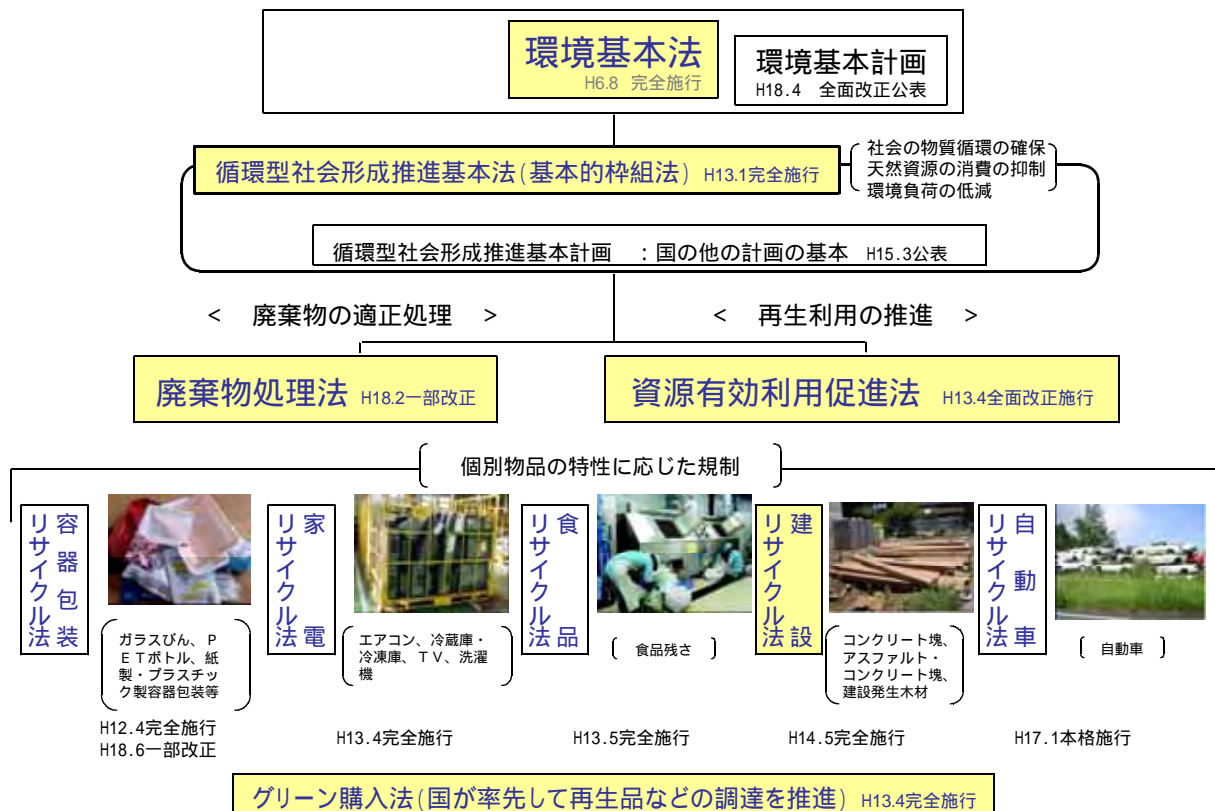 環境基本法
H6.8 完全施行
環境基本計画
H18.4 全面改正公表
循環型社会形成推進基本法(基本的枠組法) H13.1完全施行
社会の物質循環の確保
天然資源の消費の抑制
環境負荷の低減
循環型社会形成推進基本計画 :国の他の計画の基本 H15.3公表
< 廃棄物の適正処理 >
< 再生利用の推進 >
廃棄物処理法 H18.2一部改正
資源有効利用促進法 H13.4全面改正施行
個別物品の特性に応じた規制
容器包装
リサイクル法
ガラスびん、P
ETボトル、紙
製・プラスチッ
ク製容器包装等
H12.4完全施行
H18.6一部改正
家電
リサイクル法
エアコン、冷蔵庫・
冷凍庫、TV、洗濯
機
H13.4完全施行
食品
リサイクル法
食品残さ
H13.5完全施行
建設
リサイクル法
コンクリート塊、
アスファルト・
コンクリート塊、
建設発生木材
H14.5完全施行
自動車
リサイクル法
自動車
H17.1本格施行
グリーン購入法(国が率先して再生品などの調達を推進) H13.4完全施行